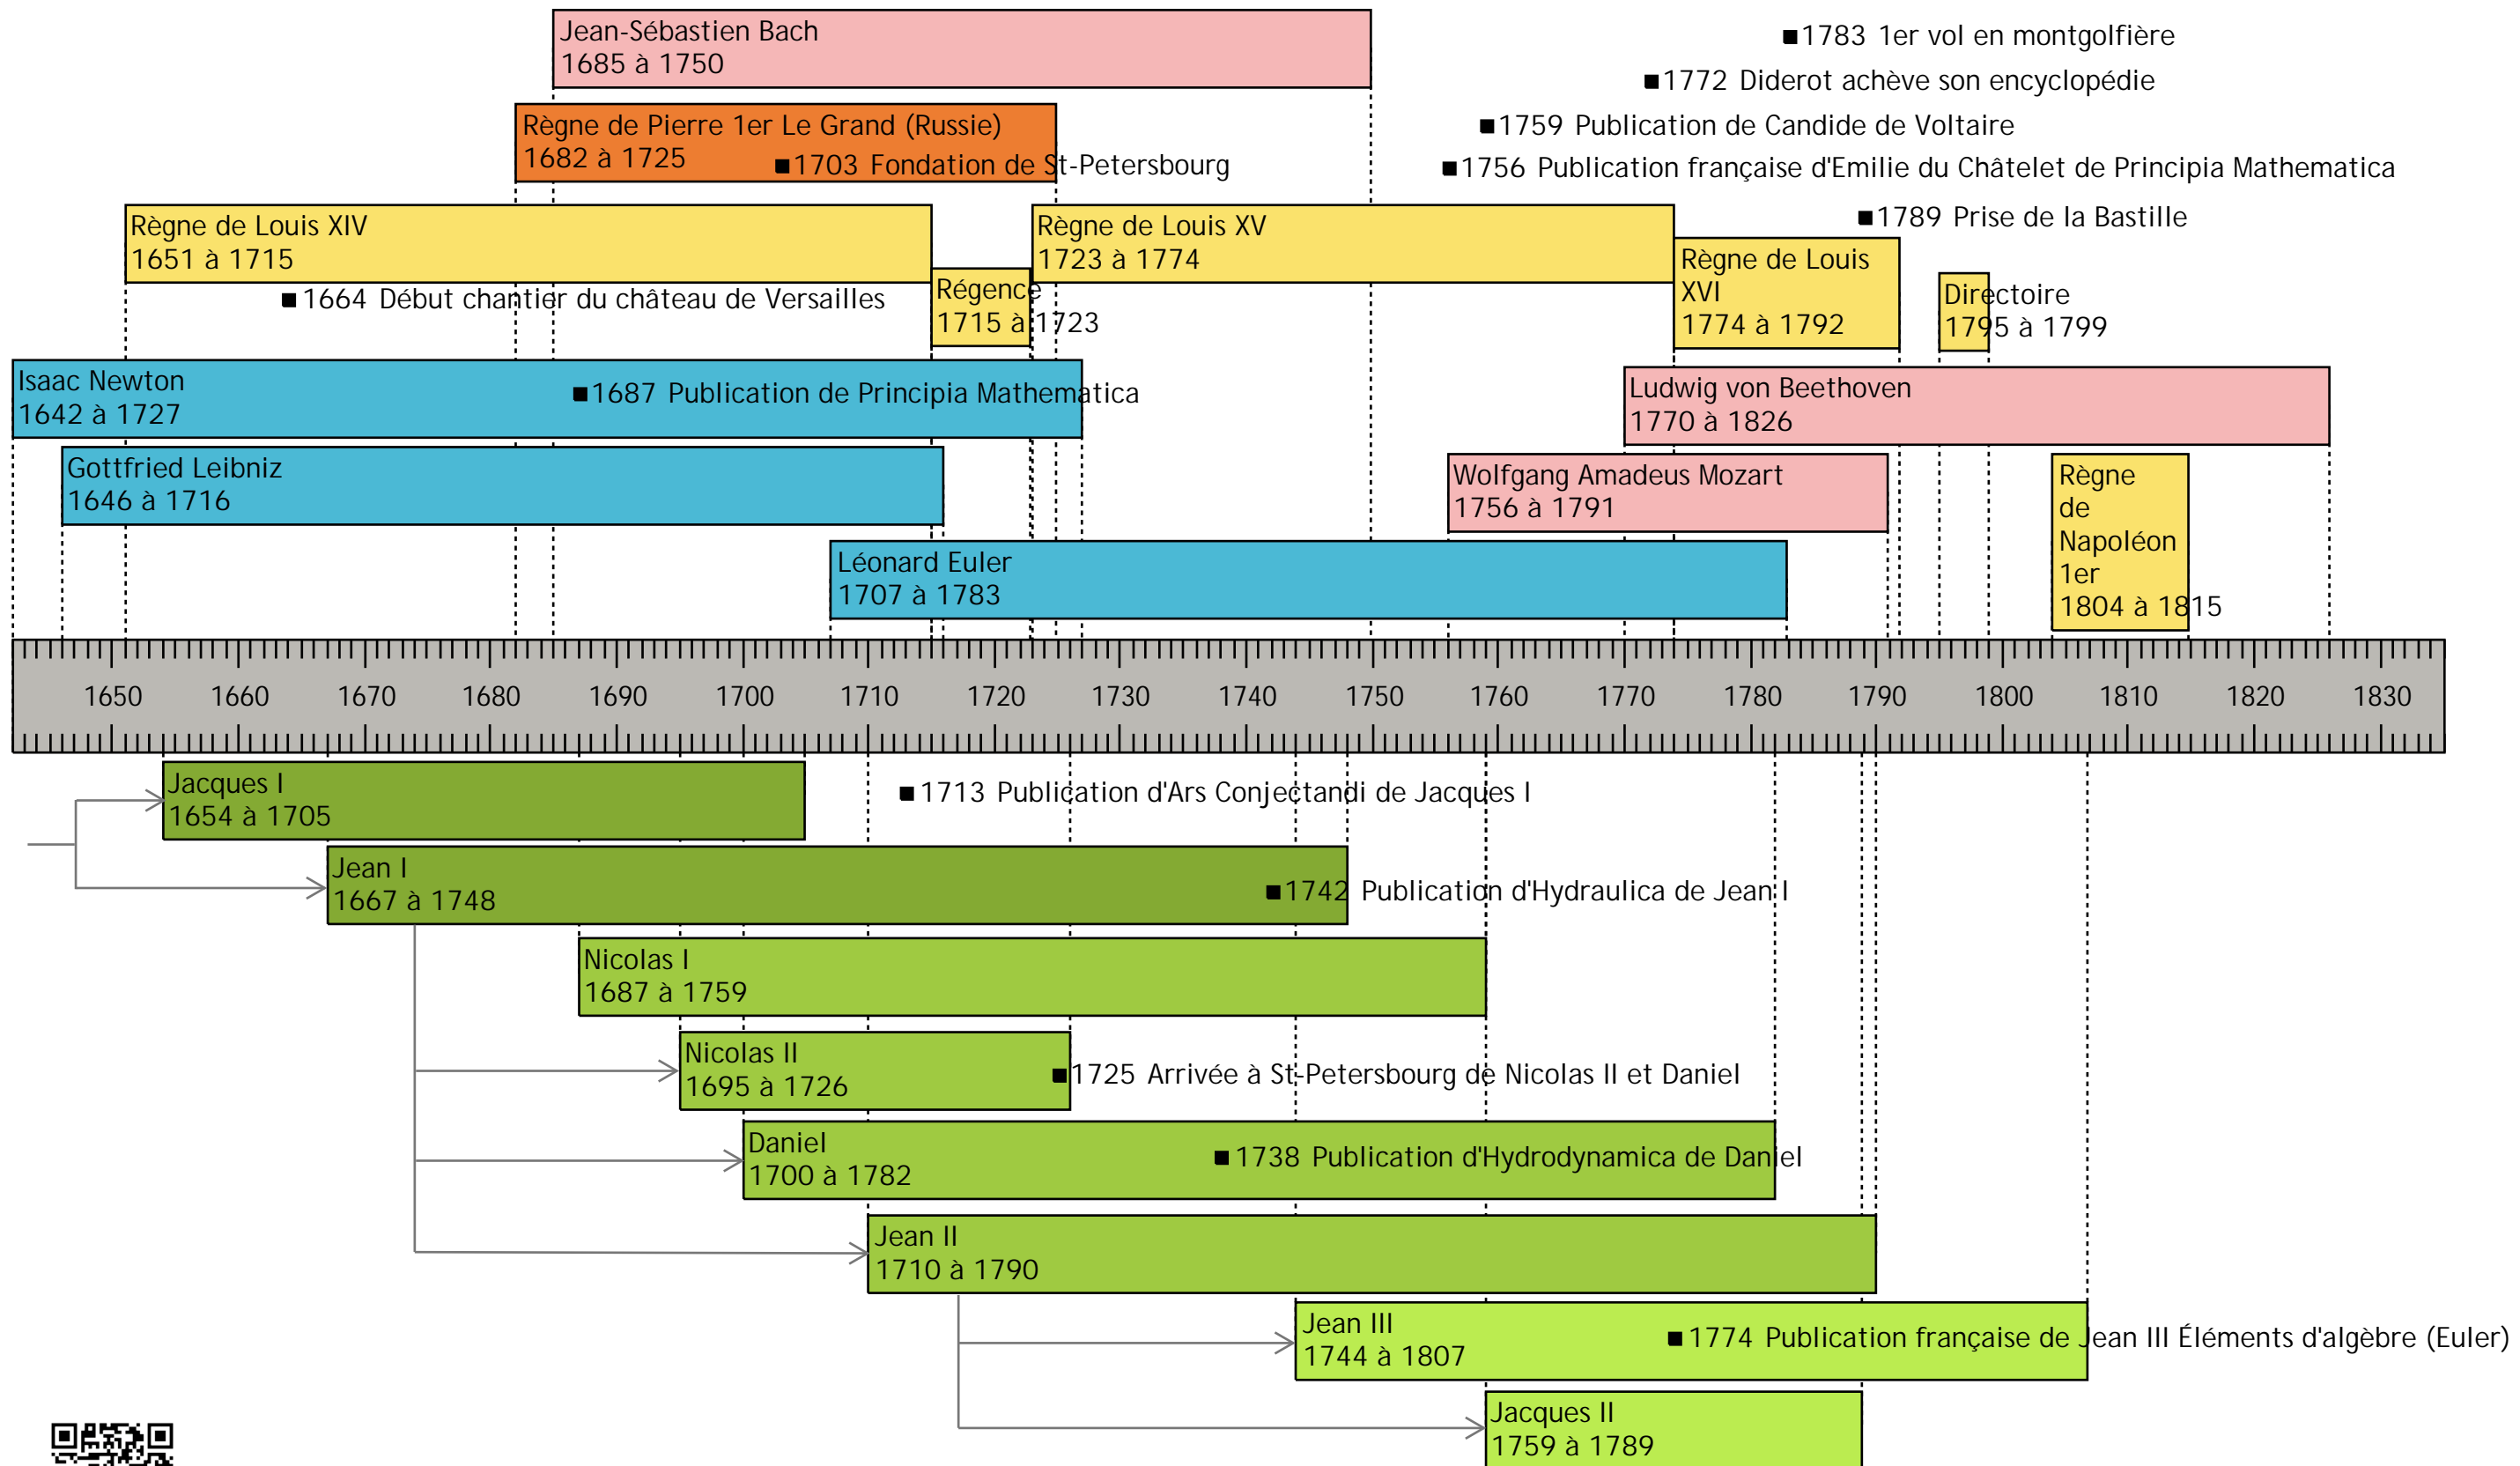 Jean-Sébastien Bach
1685 à 1750
1783 1er vol en montgolfière
1772 Diderot achève son encyclopédie
Règne de Pierre 1er Le Grand (Russie)
1682 à 1725
1703 Fondation de St-Petersbourg
1759 Publication de Candide de Voltaire
1756 Publication française d'Emilie du Châtelet de Principia Mathematica
Règne de Louis XIV
1651 à 1715
Règne de Louis XV
1723 à 1774
1789 Prise de la Bastille
1664 Début chantier du château de Versailles
Régence
1715 à 1723
Règne de Louis
XVI
1774 à 1792
Directoire
1795 à 1799
Isaac Newton
1642 à 1727
1687 Publication de Principia Mathematica
Ludwig von Beethoven
1770 à 1826
Gottfried Leibniz
1646 à 1716
Wolfgang Amadeus Mozart
1756 à 1791
Règne
de
Napoléon
1er
1804 à 1815
Léonard Euler
1707 à 1783
1650 1660 1670 1680 1690 1700 1710 1720 1730 1740 1750 1760 1770 1780 1790 1800 1810 1820 1830
Jacques I
1654 à 1705
1713 Publication d'Ars Conjectandi de Jacques I
Jean I
1667 à 1748
1742 Publication d'Hydraulica de Jean I
Nicolas I
1687 à 1759
Nicolas II
1695 à 1726
1725 Arrivée à St-Petersbourg de Nicolas II et Daniel
Daniel
1700 à 1782
1738 Publication d'Hydrodynamica de Daniel
Jean II
1710 à 1790
Jean III
1744 à 1807
1774 Publication française de Jean III Éléments d'algèbre (Euler)
Jacques II
1759 à 1789